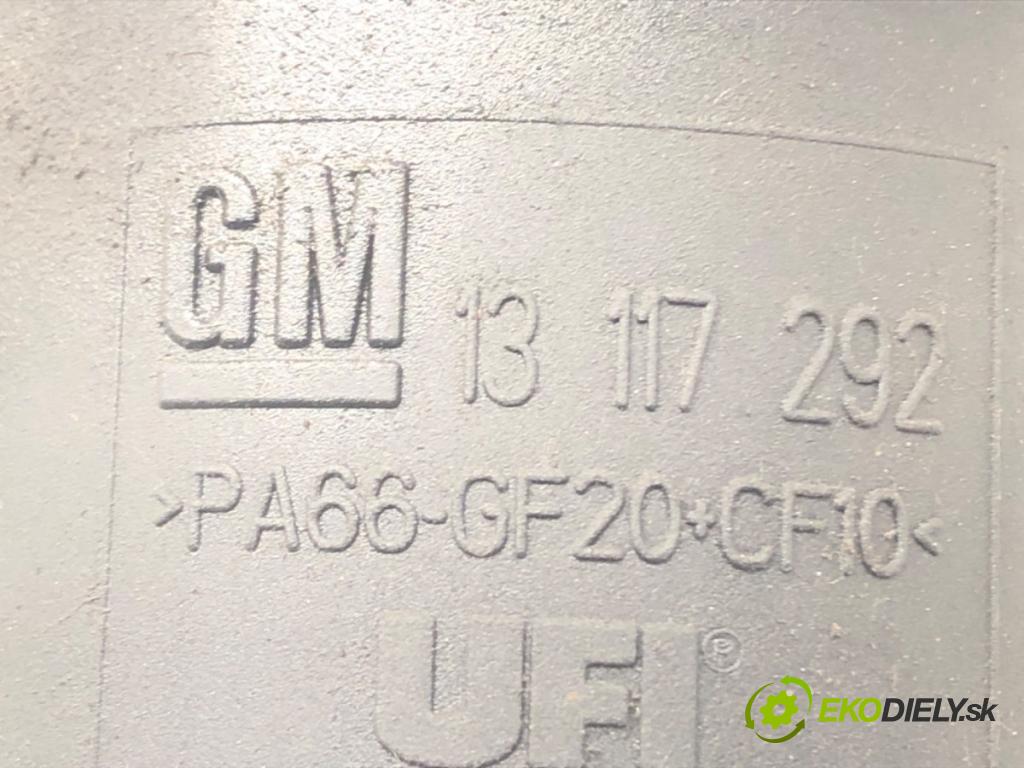 GM 13 117 292
>PA66-GF20+CF10<
UFI ®
EKODIELY.sk